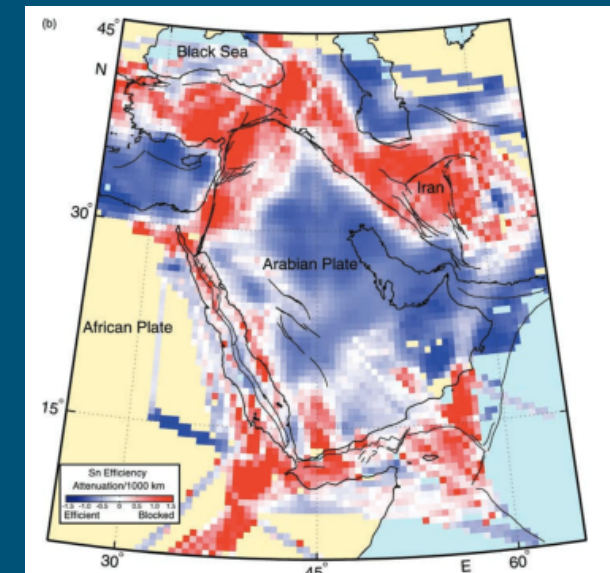 (b)
45°
N
Black Sea
30°
Iran
Arabian Plate
African Plate
15°
Sn Efficiency
Attenuation/1000 km
-1.5 -1.0 -0.5 0 0.5 1.0 1.5
Efficient Blocked
30° 45° E 60°